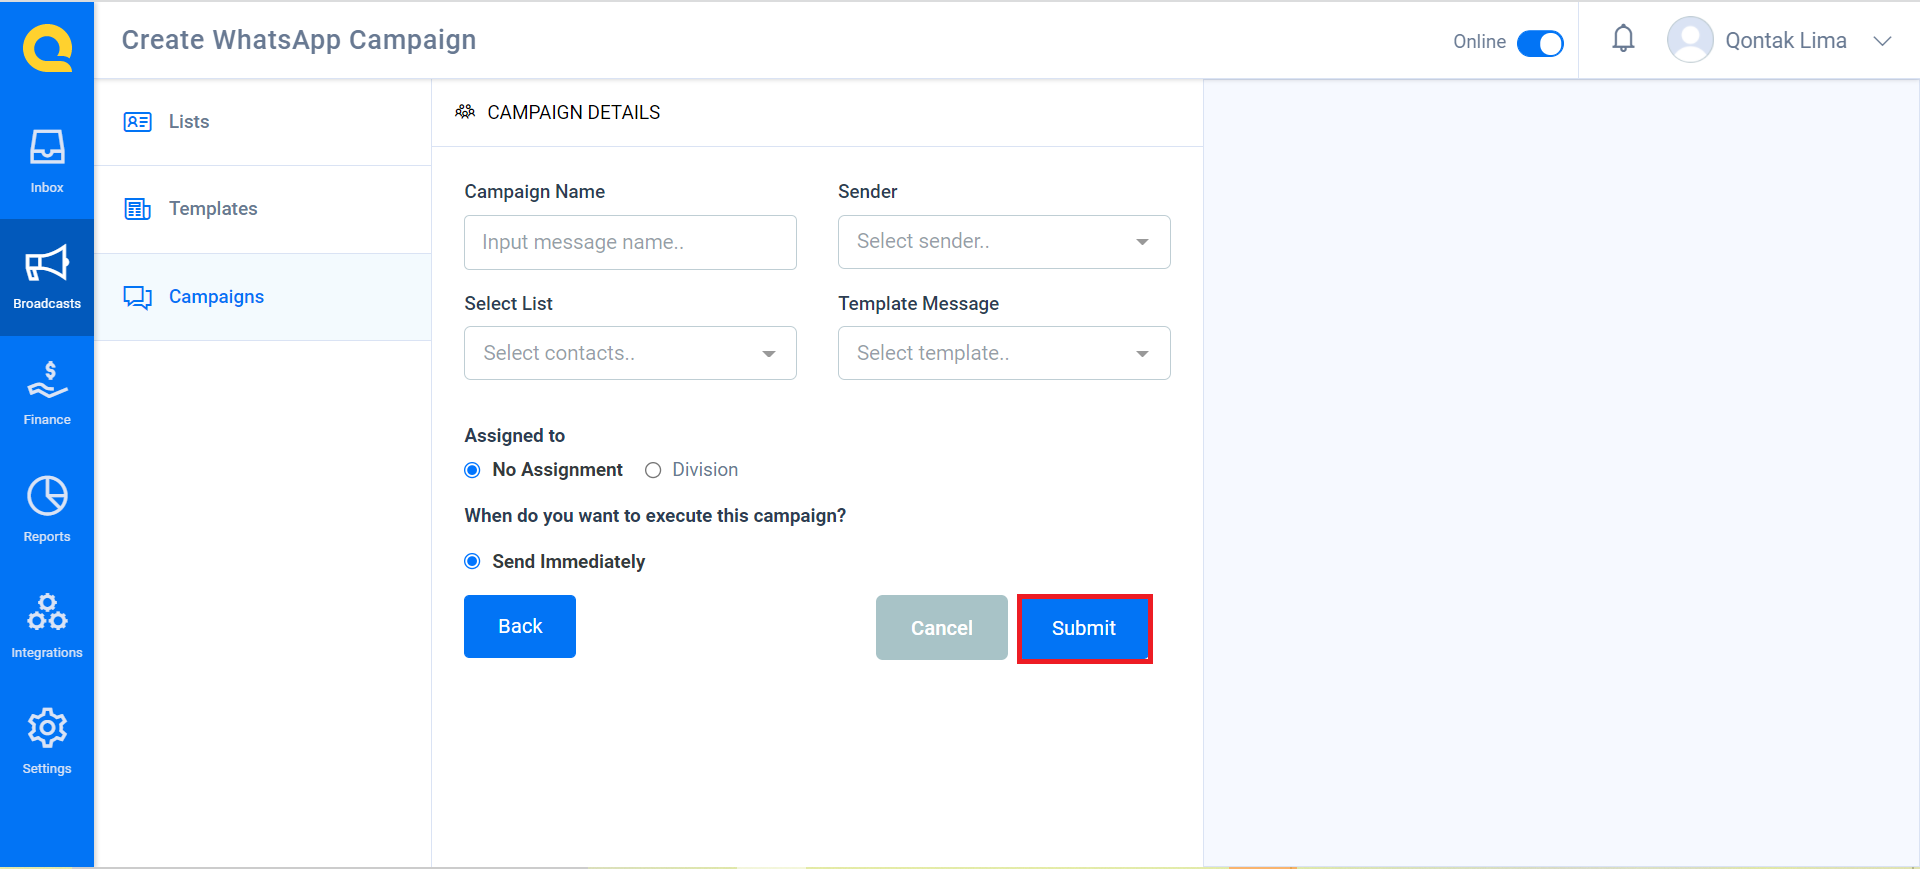 Create WhatsApp Campaign
Online
Qontak Lima
Inbox
Broadcasts
Finance
Reports
Integrations
Settings
Lists
Templates
Campaigns
CAMPAIGN DETAILS
Campaign Name
Sender
Input message name..
Select sender..
Select List
Template Message
Select contacts..
Select template..
Assigned to
No Assignment
Division
When do you want to execute this campaign?
Send Immediately
Back
Cancel
Submit